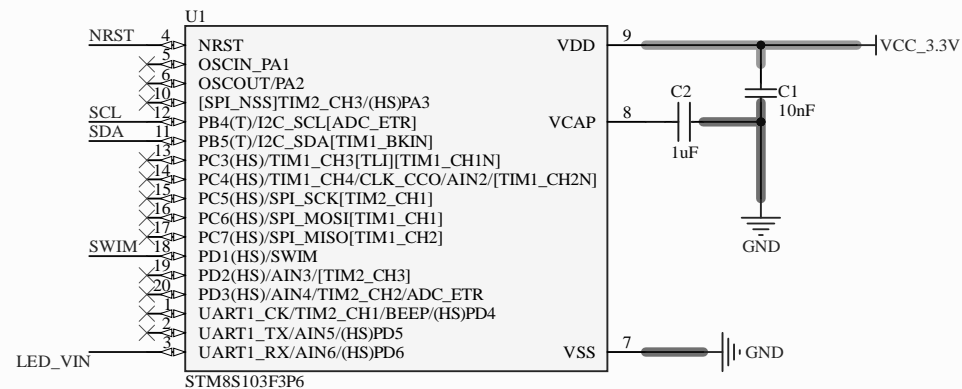 U1
NRST 4 NRST VDD 9 VCC_3.3V
5 OSCIN_PA1
6 OSCOUT/PA2
10 [SPI_NSS]TIM2_CH3/(HS)PA3
C2 C1
10nF
SCL 12 PB4(T)/I2C_SCL[ADC_ETR] VCAP 8
SDA 11 PB5(T)/I2C_SDA[TIM1_BKIN]
1uF
13 PC3(HS)/TIM1_CH3[TLI][TIM1_CH1N]
14 PC4(HS)/TIM1_CH4/CLK_CCO/AIN2/[TIM1_CH2N]
15 PC5(HS)/SPI_SCK[TIM2_CH1]
16 PC6(HS)/SPI_MOSI[TIM1_CH1]
17 PC7(HS)/SPI_MISO[TIM1_CH2]
GND
SWIM 18 PD1(HS)/SWIM
19 PD2(HS)/AIN3/[TIM2_CH3]
20 PD3(HS)/AIN4/TIM2_CH2/ADC_ETR
1 UART1_CK/TIM2_CH1/BEEP/(HS)PD4
2 UART1_TX/AIN5/(HS)PD5
LED_VIN 3 UART1_RX/AIN6/(HS)PD6 VSS 7 GND
STM8S103F3P6